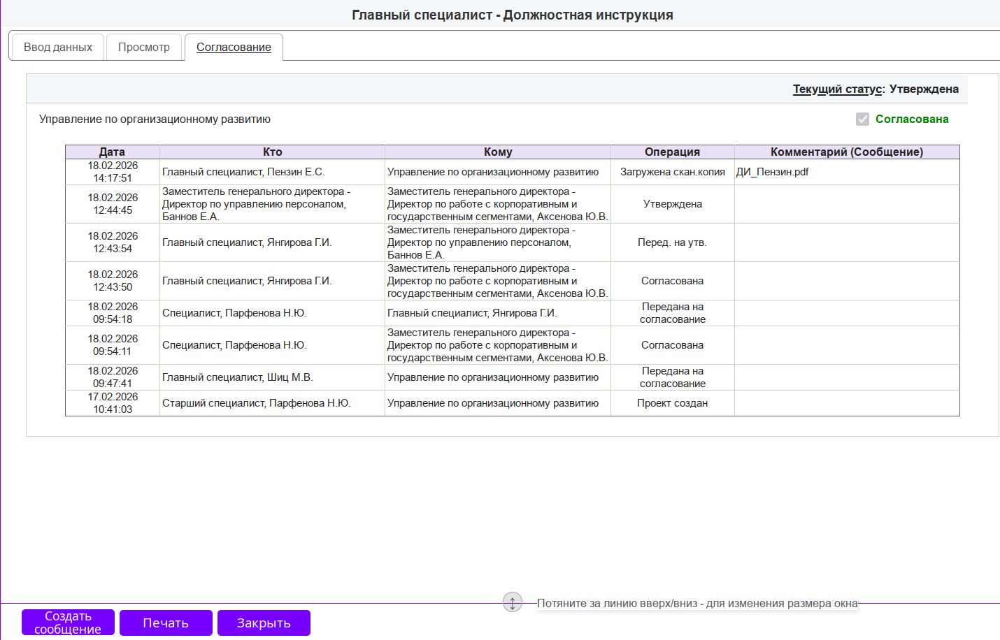 Главный специалист - Должностная инструкция
Ввод данных
Просмотр
Согласование
Текущий статус: Утверждена
Управление по организационному развитию
Согласована
Дата
Кто
Кому
Операция
Комментарий (Сообщение)
18.02.2026
14:17:51
Главный специалист, Пензин Е.С.
Управление по организационному развитию
Загружена скан.копия
ДИ_Пензин.pdf
18.02.2026
12:44:45
Заместитель генерального директора -
Директор по управлению персоналом,
Баннов Е.А.
Заместитель генерального директора -
Директор по работе с корпоративным и
государственным сегментами, Аксенова Ю.В.
Утверждена
18.02.2026
12:43:54
Главный специалист, Янгирова Г.И.
Заместитель генерального директора -
Директор по управлению персоналом,
Баннов Е.А.
Перед. на утв.
18.02.2026
12:43:50
Главный специалист, Янгирова Г.И.
Заместитель генерального директора -
Директор по работе с корпоративным и
государственным сегментами, Аксенова Ю.В.
Согласована
18.02.2026
09:54:18
Специалист, Парфенова Н.Ю.
Главный специалист, Янгирова Г.И.
Передана на
согласование
18.02.2026
09:54:11
Специалист, Парфенова Н.Ю.
Заместитель генерального директора -
Директор по работе с корпоративным и
государственным сегментами, Аксенова Ю.В.
Согласована
18.02.2026
09:47:41
Главный специалист, Шиц М.В.
Управление по организационному развитию
Передана на
согласование
17.02.2026
10:41:03
Старший специалист, Парфенова Н.Ю.
Управление по организационному развитию
Проект создан
Потяните за линию вверх/вниз - для изменения размера окна
Создать
сообщение
Печать
Закрыть